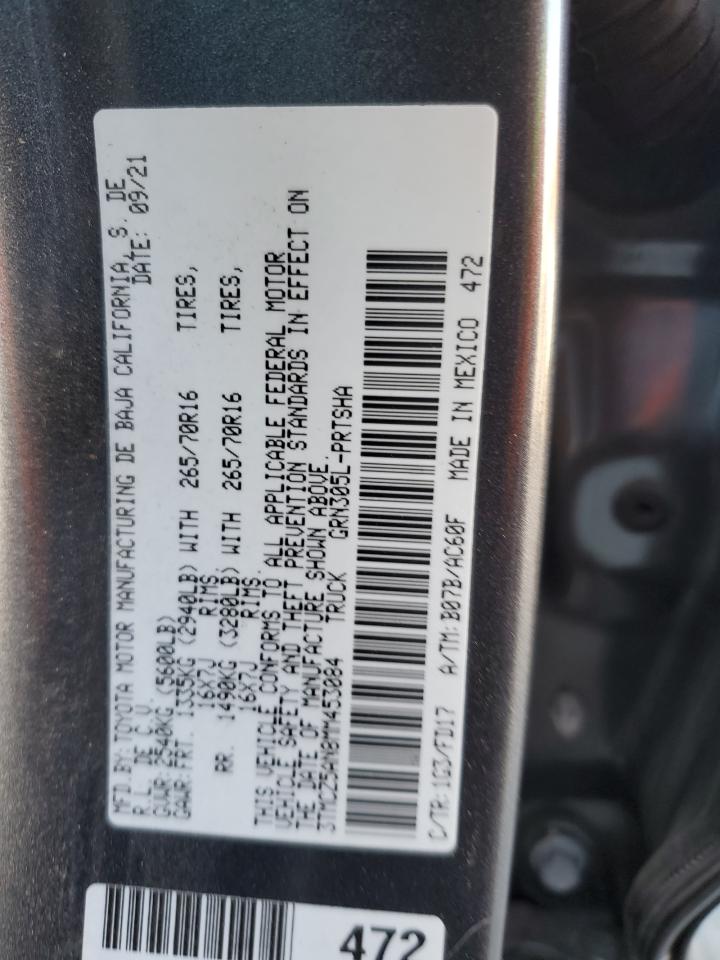 MFD.BY: TOYOTA MOTOR MANUFACTURING DE BAJA CALIFORNIA, S. DE
R.L. DE C.V. DATE: 09/21
GVWR: 2540KG (5600LB)
GAWR: FRT. 1335KG (2940LB) WITH 265/70R16 TIRES,
16X7J RIMS
RR. 1490KG (3280LB) WITH 265/70R16 TIRES,
16X7J RIMS.
THIS VEHICLE CONFORMS TO ALL APPLICABLE FEDERAL MOTOR
VEHICLE SAFETY AND THEFT PREVENTION STANDARDS IN EFFECT ON
THE DATE OF MANUFACTURE SHOWN ABOVE.
3TMCZ5AN8MM453084 TRUCK GRN305L-PRTSHA
C/TR: 1G3/FD17 A/TM: B07B/AC60F MADE IN MEXICO 472
472